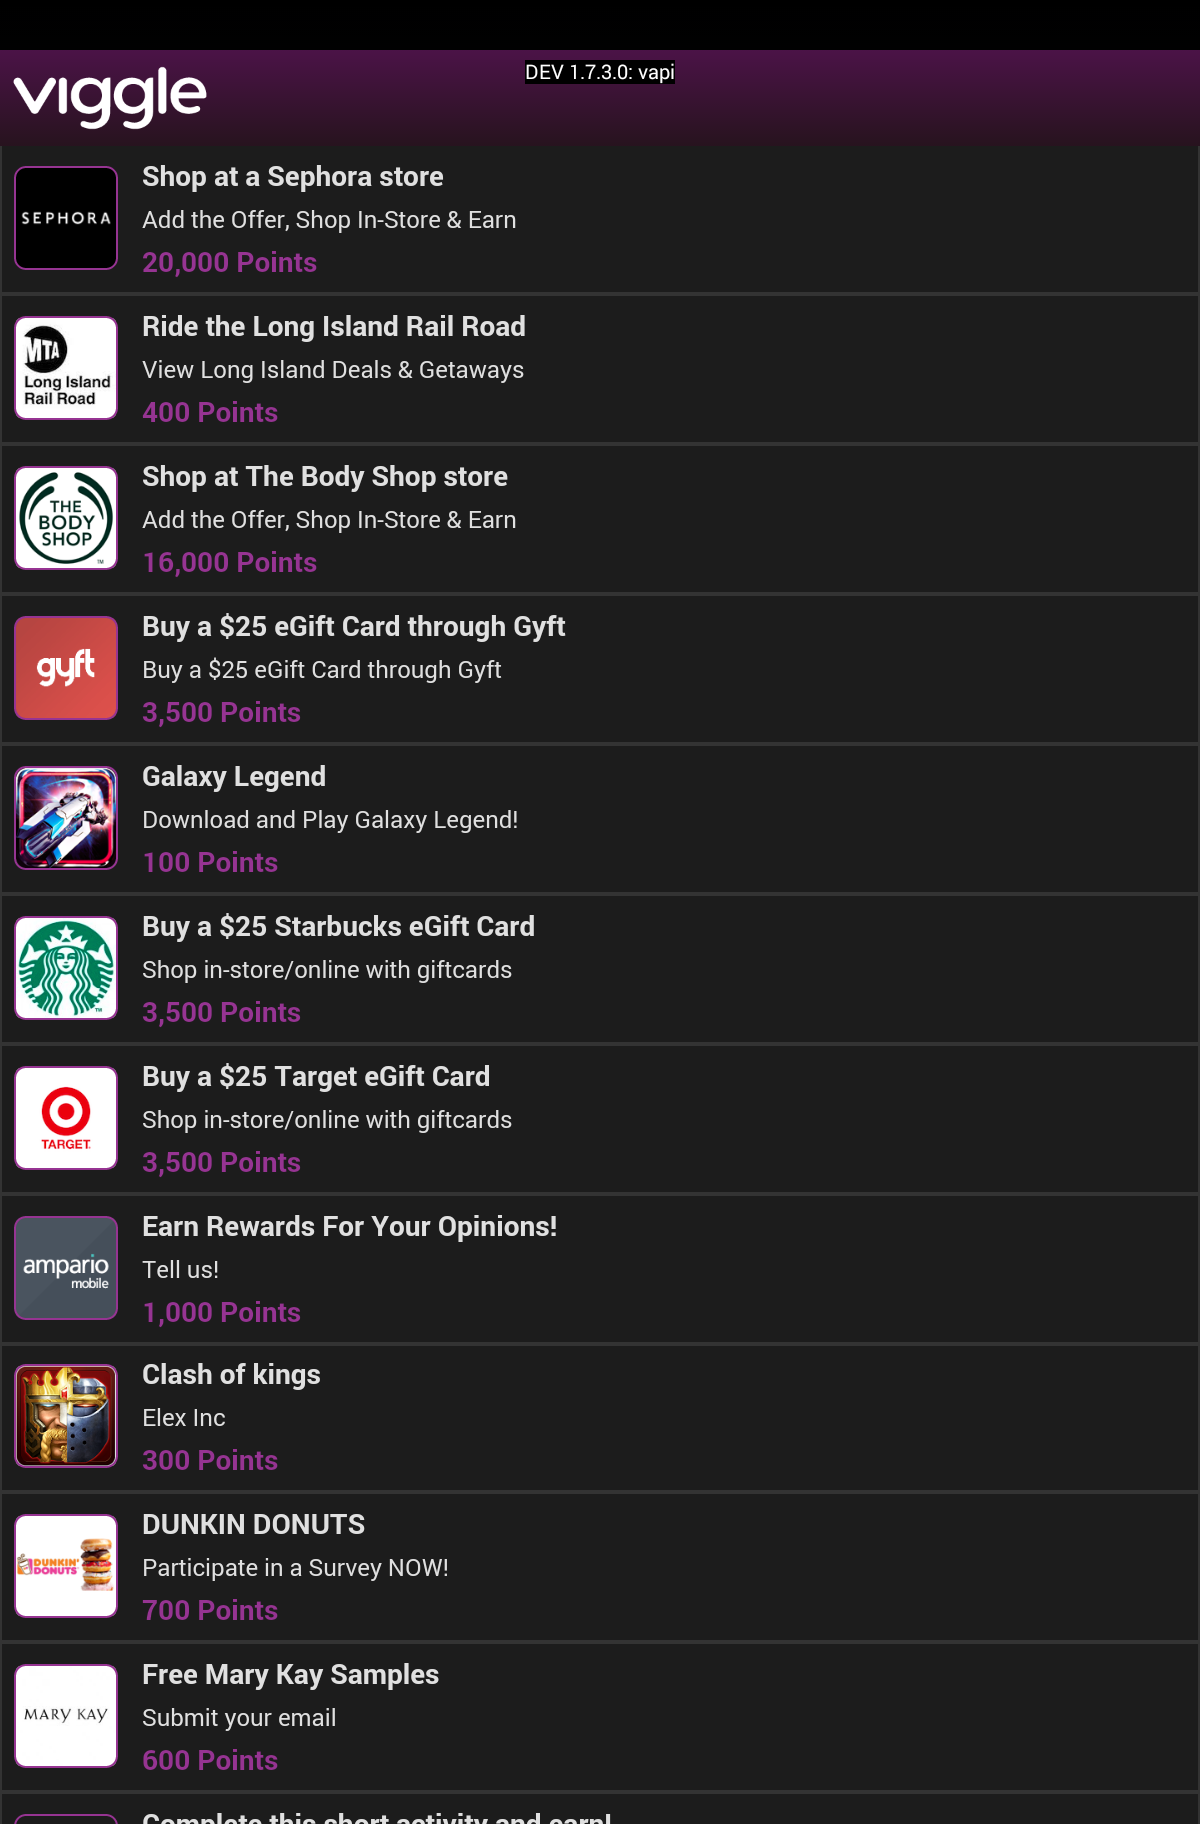 DEV 1.7.3.0: vapi
viggle
SEPHORA
Shop at a Sephora store
Add the Offer, Shop In-Store & Earn
20,000 Points
MTA
Long Island
Rail Road
Ride the Long Island Rail Road
View Long Island Deals & Getaways
400 Points
THE
BODY
SHOP
TM
Shop at The Body Shop store
Add the Offer, Shop In-Store & Earn
16,000 Points
gyft
Buy a $25 eGift Card through Gyft
Buy a $25 eGift Card through Gyft
3,500 Points
Galaxy Legend
Download and Play Galaxy Legend!
100 Points
TM
Buy a $25 Starbucks eGift Card
Shop in-store/online with giftcards
3,500 Points
TARGET
Buy a $25 Target eGift Card
Shop in-store/online with giftcards
3,500 Points
ampario
mobile
Earn Rewards For Your Opinions!
Tell us!
1,000 Points
Clash of kings
Elex Inc
300 Points
DUNKIN'
DONUTS
DUNKIN DONUTS
Participate in a Survey NOW!
700 Points
MARY KAY
Free Mary Kay Samples
Submit your email
600 Points
Complete this short activity and earn!